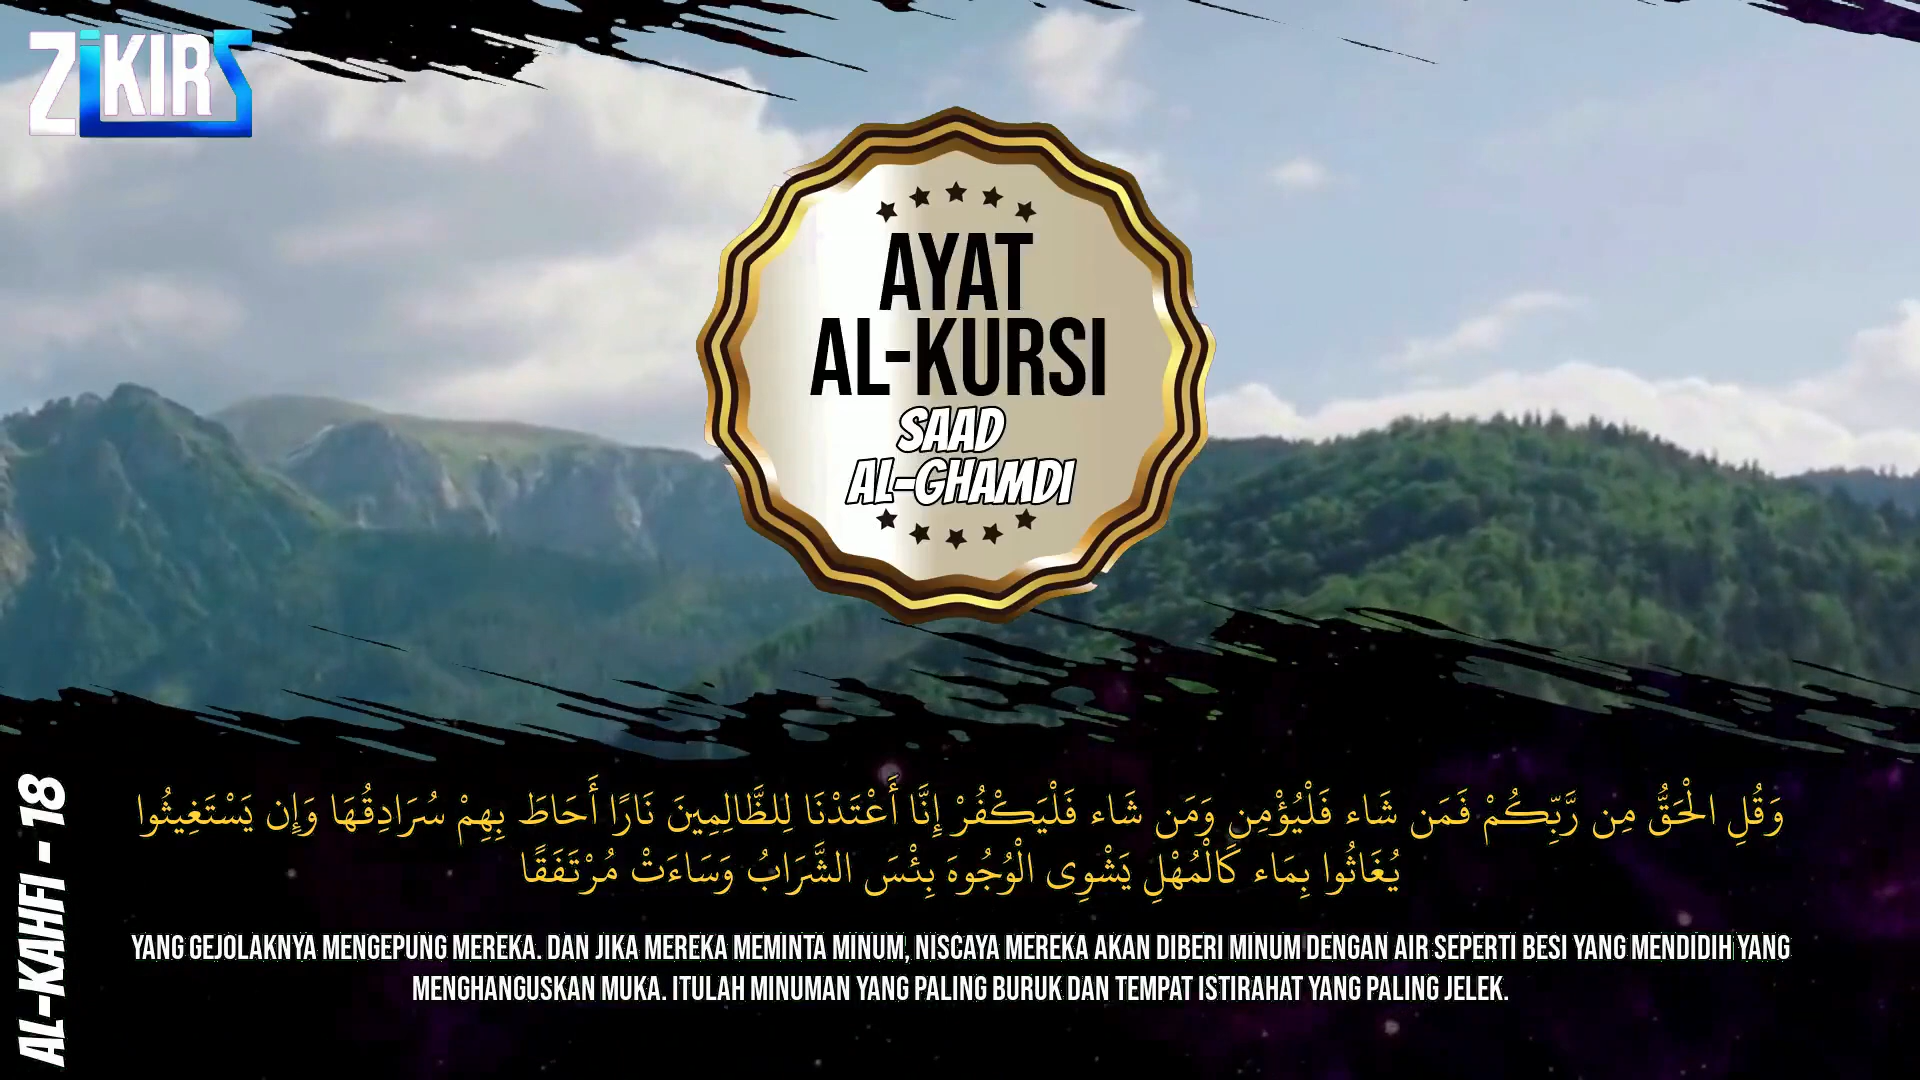 ZIKIRS
AYAT
AL-KURSI
SAAD
AL-GHAMDI
AL-KAHFI - 18
وَقُلِ الْحَقُّ مِن رَّبِّكُمْ فَمَن شَاء فَلْيُؤْمِن وَمَن شَاء فَلْيَكْفُرْ إِنَّا أَعْتَدْنَا لِلظَّالِمِينَ نَارًا أَحَاطَ بِهِمْ سُرَادِقُهَا وَإِن يَسْتَغِيثُوا
يُغَاثُوا بِمَاء كَالْمُهْلِ يَشْوِى الْوُجُوهَ بِئْسَ الشَّرَابُ وَسَاءَتْ مُرْتَفَقًا
YANG GEJOLAKNYA MENGEPUNG MEREKA. DAN JIKA MEREKA MEMINTA MINUM, NISCAYA MEREKA AKAN DIBERI MINUM DENGAN AIR SEPERTI BESI YANG MENDIDIH YANG
MENGHANGUSKAN MUKA. ITULAH MINUMAN YANG PALING BURUK DAN TEMPAT ISTIRAHAT YANG PALING JELEK.